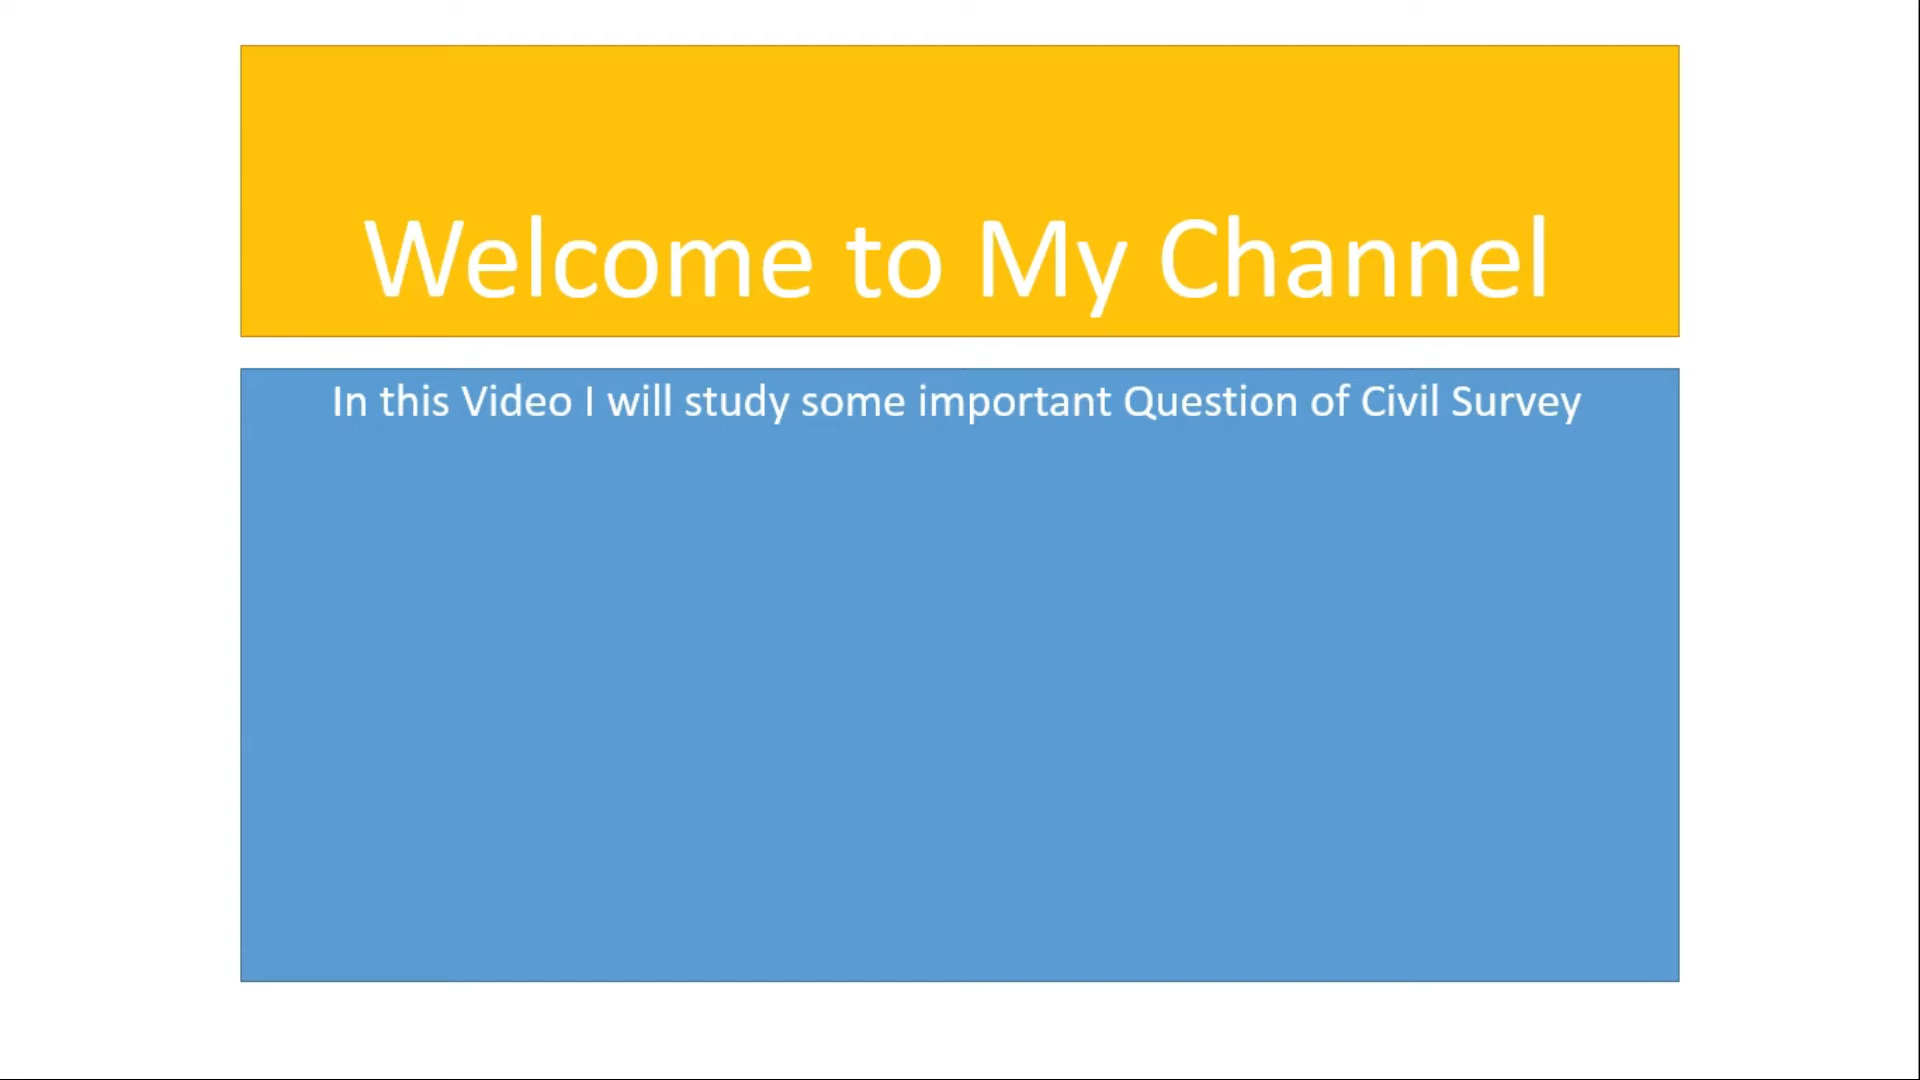 Welcome to My Channel
In this Video I will study some important Question of Civil Survey